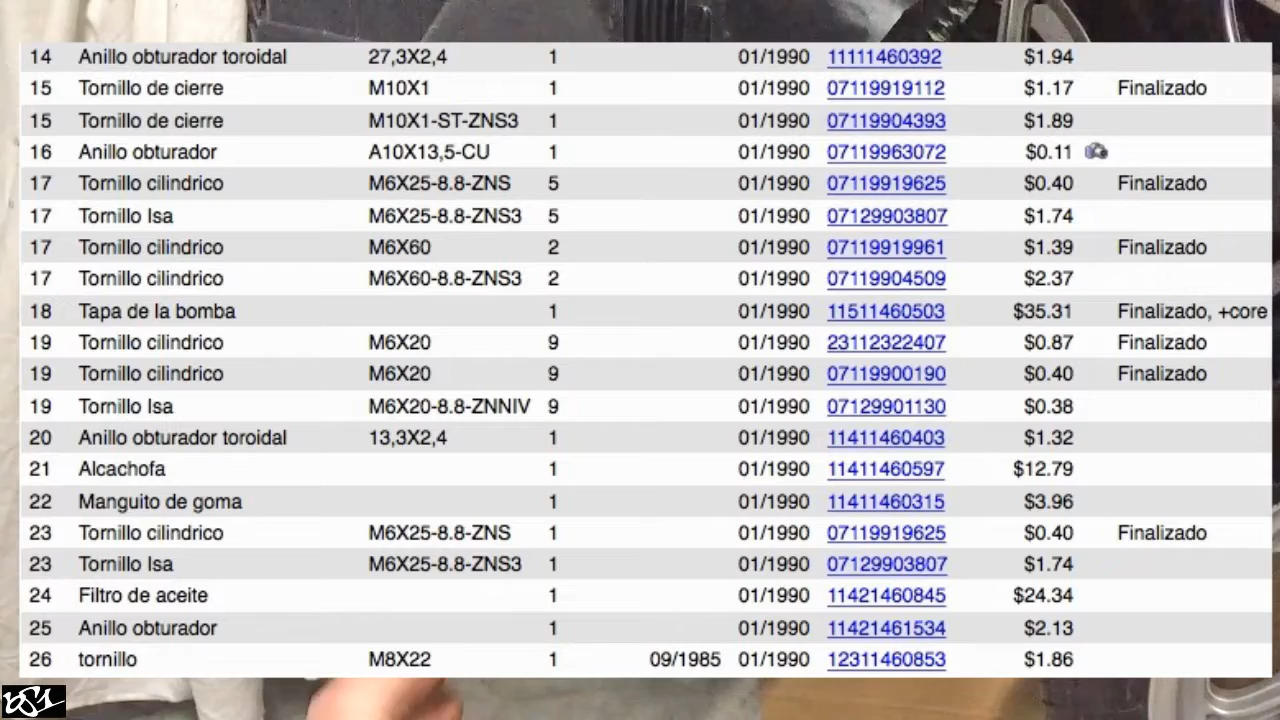 14 Anillo obturador toroidal 27,3X2,4 1 01/1990 11111460392 $1.94
15 Tornillo de cierre M10X1 1 01/1990 07119919112 $1.17 Finalizado
15 Tornillo de cierre M10X1-ST-ZNS3 1 01/1990 07119904393 $1.89
16 Anillo obturador A10X13,5-CU 1 01/1990 07119963072 $0.11
17 Tornillo cilindrico M6X25-8.8-ZNS 5 01/1990 07119919625 $0.40 Finalizado
17 Tornillo Isa M6X25-8.8-ZNS3 5 01/1990 07129903807 $1.74
17 Tornillo cilindrico M6X60 2 01/1990 07119919961 $1.39 Finalizado
17 Tornillo cilindrico M6X60-8.8-ZNS3 2 01/1990 07119904509 $2.37
18 Tapa de la bomba 1 01/1990 11511460503 $35.31 Finalizado, +core
19 Tornillo cilindrico M6X20 9 01/1990 23112322407 $0.87 Finalizado
19 Tornillo cilindrico M6X20 9 01/1990 07119900190 $0.40 Finalizado
19 Tornillo Isa M6X20-8.8-ZNNIV 9 01/1990 07129901130 $0.38
20 Anillo obturador toroidal 13,3X2,4 1 01/1990 11411460403 $1.32
21 Alcachofa 1 01/1990 11411460597 $12.79
22 Manguito de goma 1 01/1990 11411460315 $3.96
23 Tornillo cilindrico M6X25-8.8-ZNS 1 01/1990 07119919625 $0.40 Finalizado
23 Tornillo Isa M6X25-8.8-ZNS3 1 01/1990 07129903807 $1.74
24 Filtro de aceite 1 01/1990 11421460845 $24.34
25 Anillo obturador 1 01/1990 11421461534 $2.13
26 tornillo M8X22 1 09/1985 01/1990 12311460853 $1.86